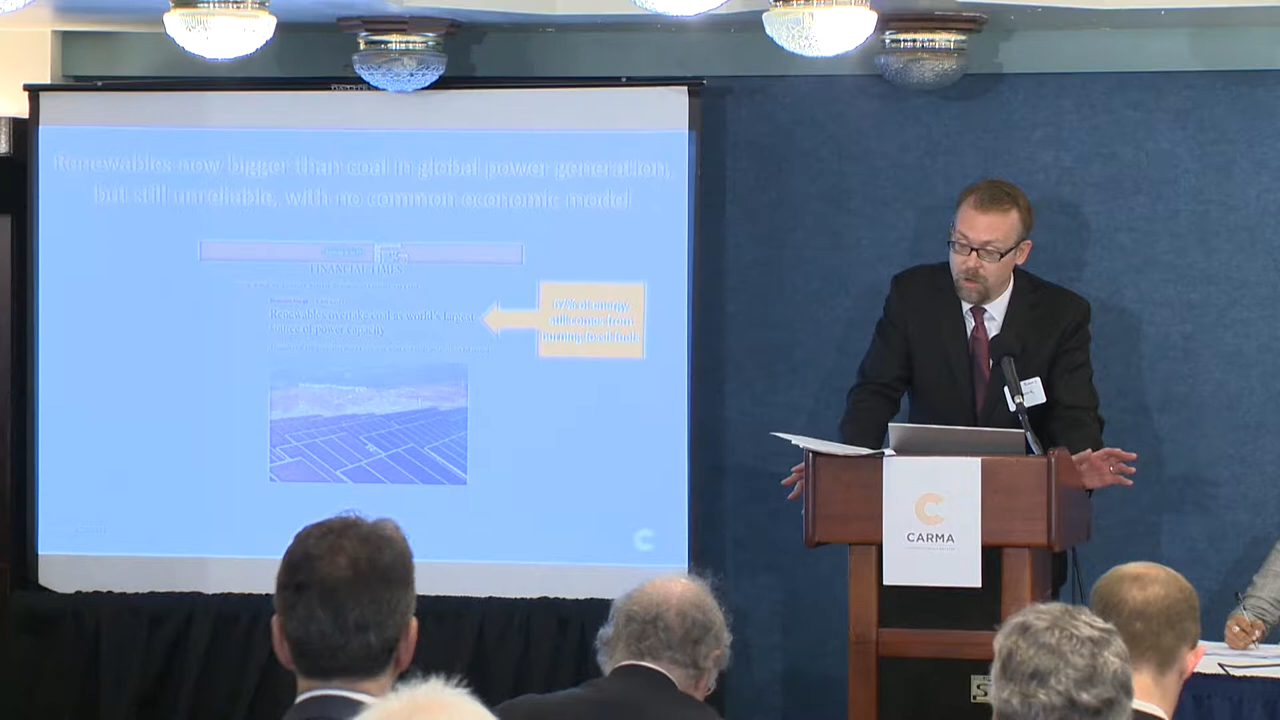 Renewables now bigger than coal in global power generation,
but still unreliable, with no common economic model
FINANCIAL TIMES
Renewables overtake coal as world's largest
source of power capacity
of energy
still comes from
burning fossil fuels
C
CARMA